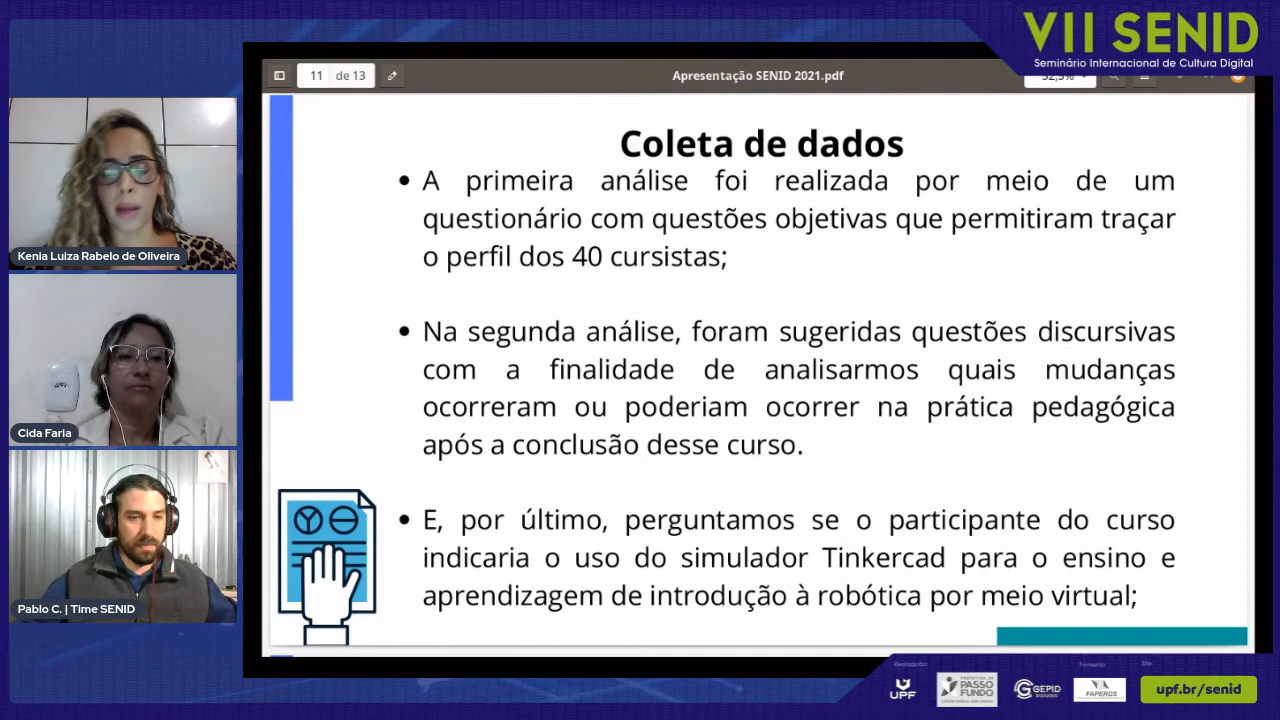 VII SENID
Seminário Internacional de Cultura Digital
11 de 13
Apresentação SENID 2021.pdf
Coleta de dados
• A primeira análise foi realizada por meio de um
questionário com questões objetivas que permitiram traçar
o perfil dos 40 cursistas;
• Na segunda análise, foram sugeridas questões discursivas
com a finalidade de analisarmos quais mudanças
ocorreram ou poderiam ocorrer na prática pedagógica
após a conclusão desse curso.
• E, por último, perguntamos se o participante do curso
indicaria o uso do simulador Tinkercad para o ensino e
aprendizagem de introdução à robótica por meio virtual;
Kenia Luiza Rabelo de Oliveira
Cida Faria
Pablo C. | Time SENID
Realização:
Fomento:
Site:
UPF
PASSO
FUNDO
GEPID
FAPERGS
upf.br/senid